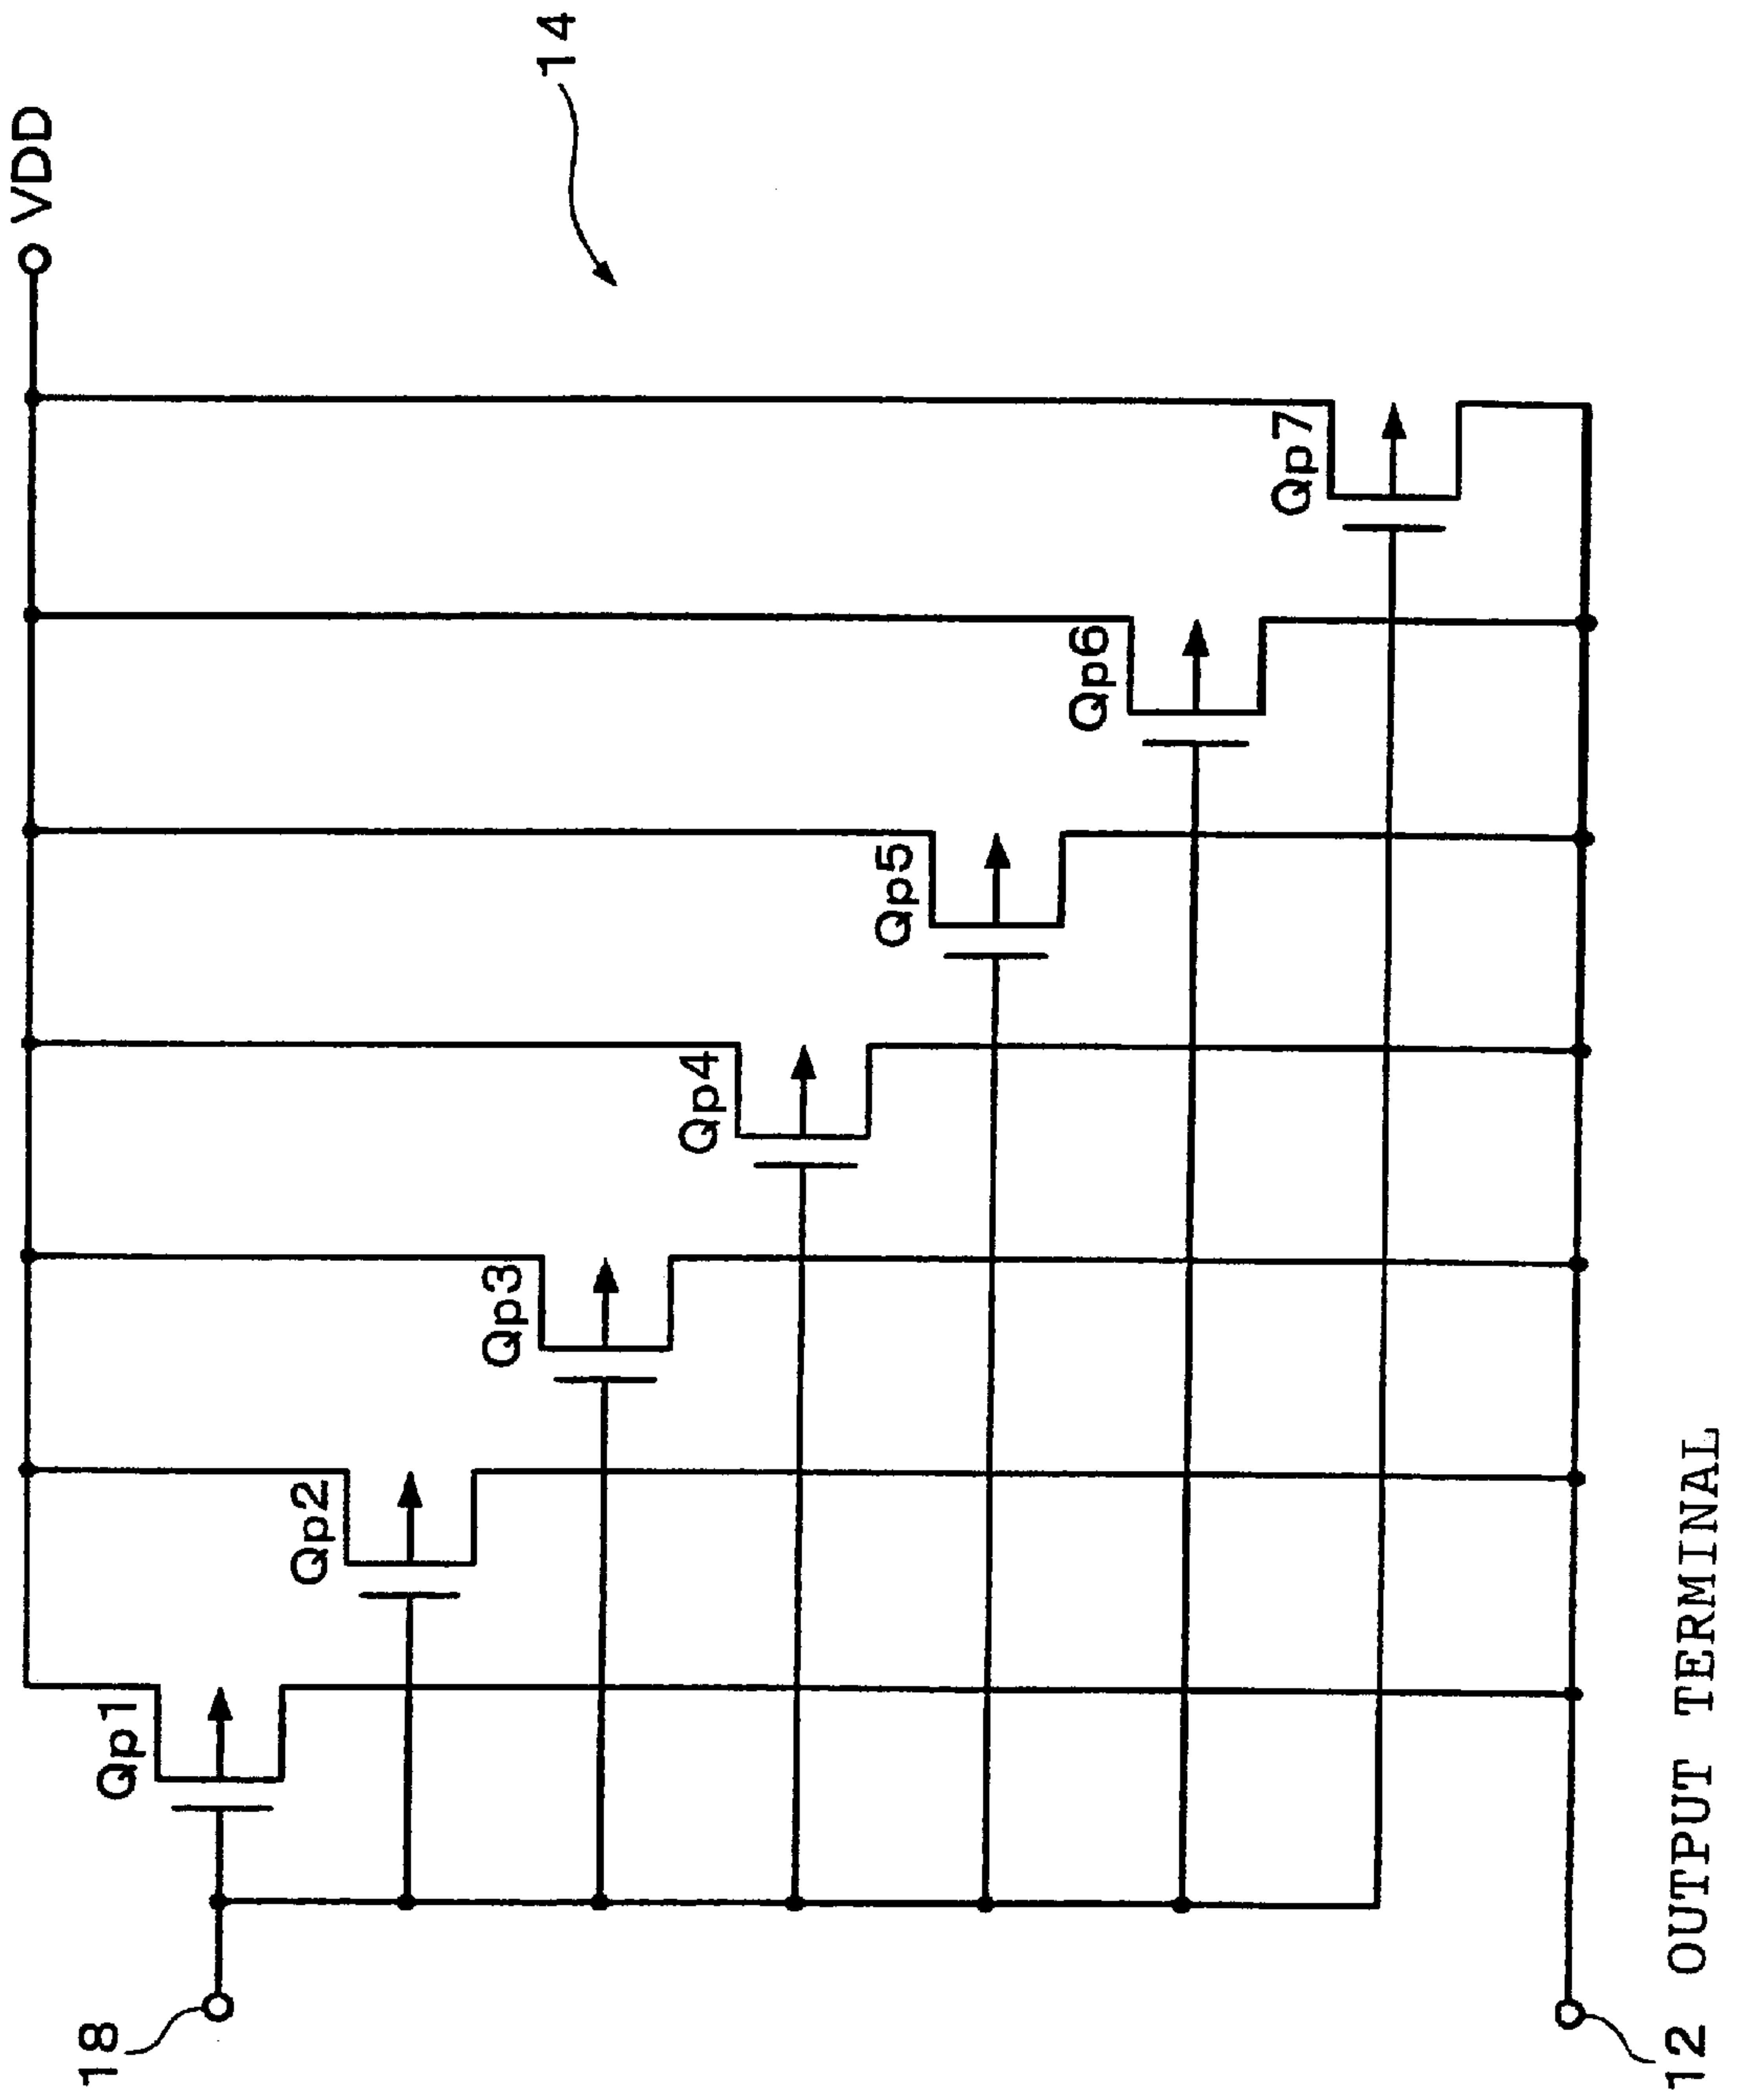 VDD
14
Qp1
Qp2
Qp3
Qp4
Qp5
Qp6
Qp7
18
12 OUTPUT TERMINAL